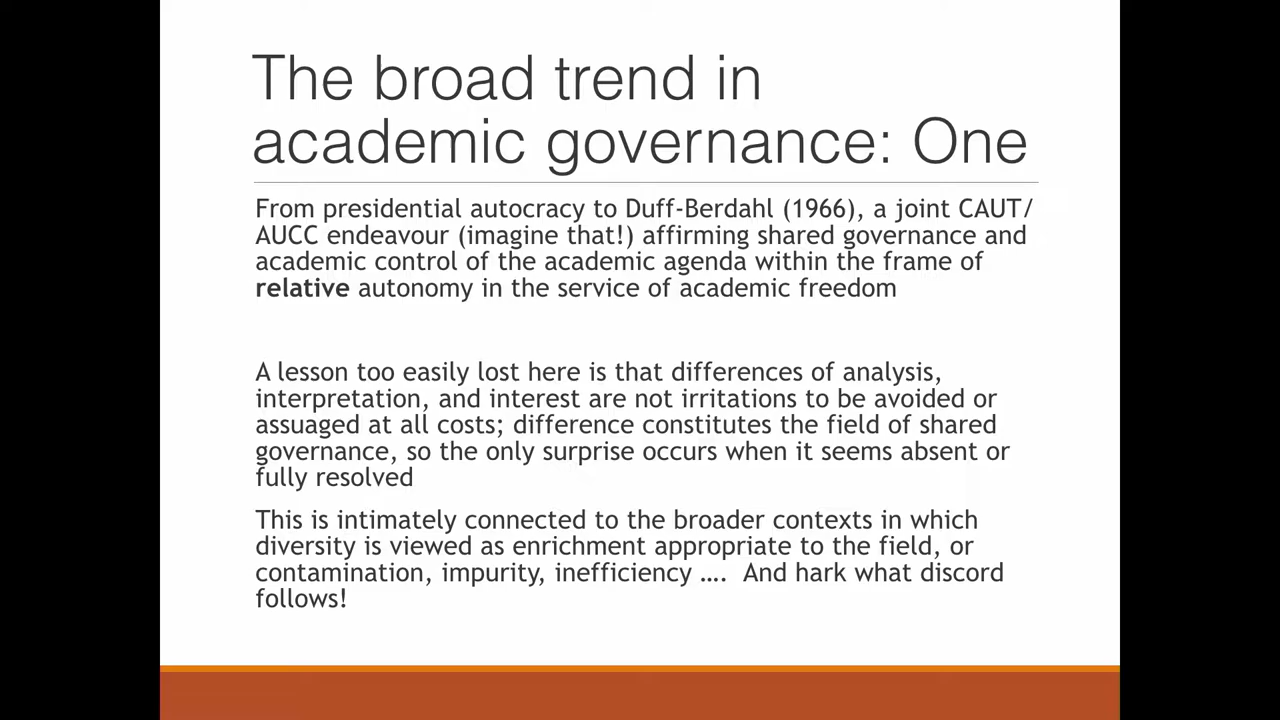 The broad trend in
academic governance: One
From presidential autocracy to Duff-Berdahl (1966), a joint CAUT/
AUCC endeavour (imagine that!) affirming shared governance and
academic control of the academic agenda within the frame of
relative autonomy in the service of academic freedom
A lesson too easily lost here is that differences of analysis,
interpretation, and interest are not irritations to be avoided or
assuaged at all costs; difference constitutes the field of shared
governance, so the only surprise occurs when it seems absent or
fully resolved
This is intimately connected to the broader contexts in which
diversity is viewed as enrichment appropriate to the field, or
contamination, impurity, inefficiency ….  And hark what discord
follows!